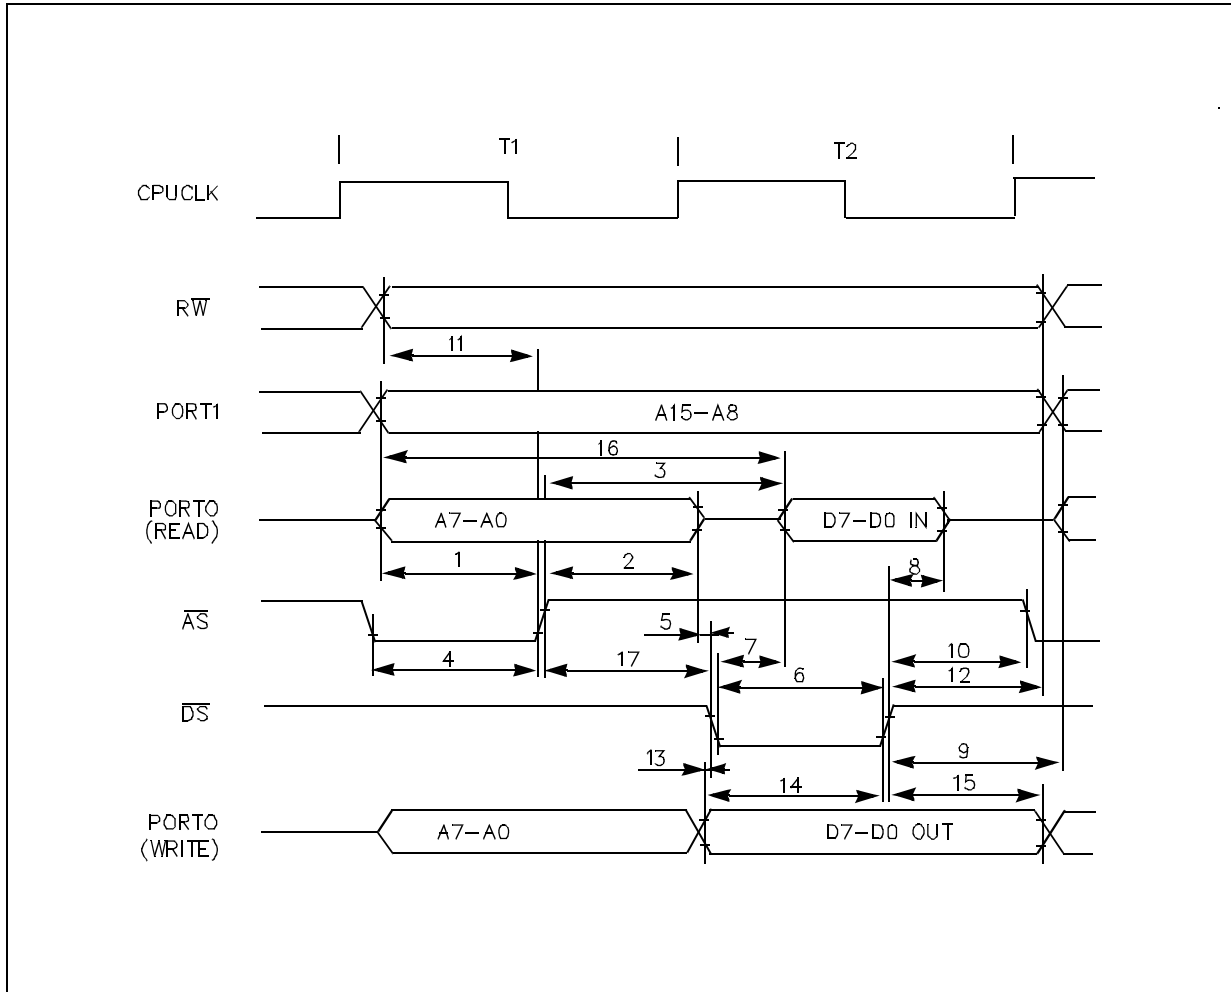 T1 T2
CPUCLK
RW̅
11
PORT1 A15-A8
16
3
PORT0 A7-A0 D7-D0 IN
(READ)
1 2 8
A̅S̅ 5 7 10
4 17 6 12
D̅S̅
13 9
14 15
PORT0 A7-A0 D7-D0 OUT
(WRITE)